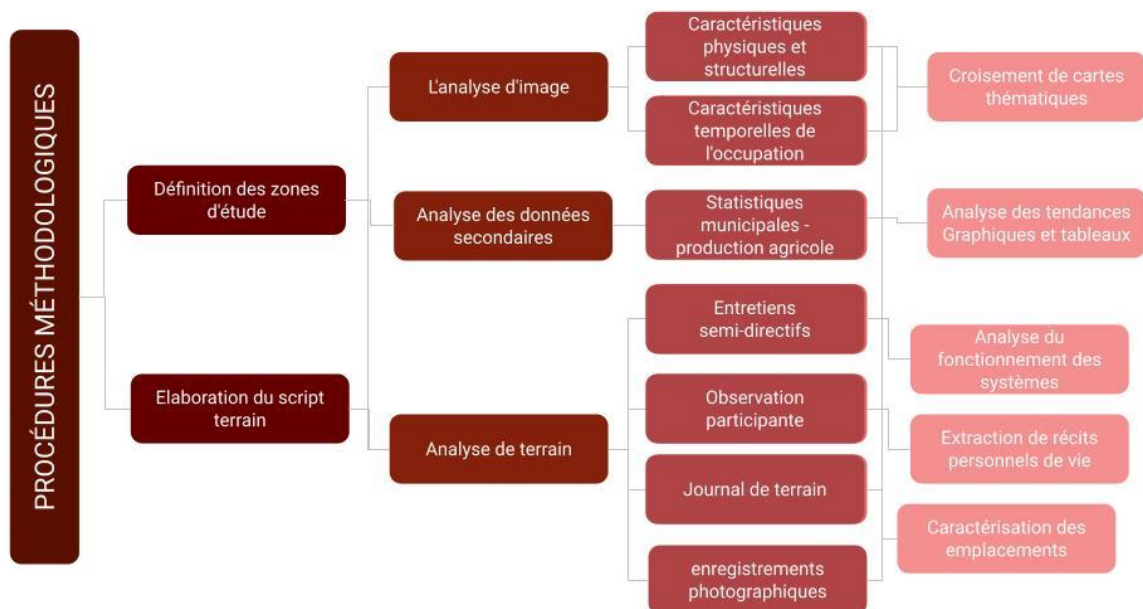 PROCÉDURES MÉTHODOLOGIQUES
Définition des zones
d'étude
Elaboration du script
terrain
L'analyse d'image
Analyse des données
secondaires
Analyse de terrain
Caractéristiques
physiques et
structurelles
Caractéristiques
temporelles de
l'occupation
Statistiques
municipales -
production agricole
Entretiens
semi-directifs
Observation
participante
Journal de terrain
enregistrements
photographiques
Croisement de cartes
thématiques
Analyse des tendances
Graphiques et tableaux
Analyse du
fonctionnement des
systèmes
Extraction de récits
personnels de vie
Caractérisation des
emplacements